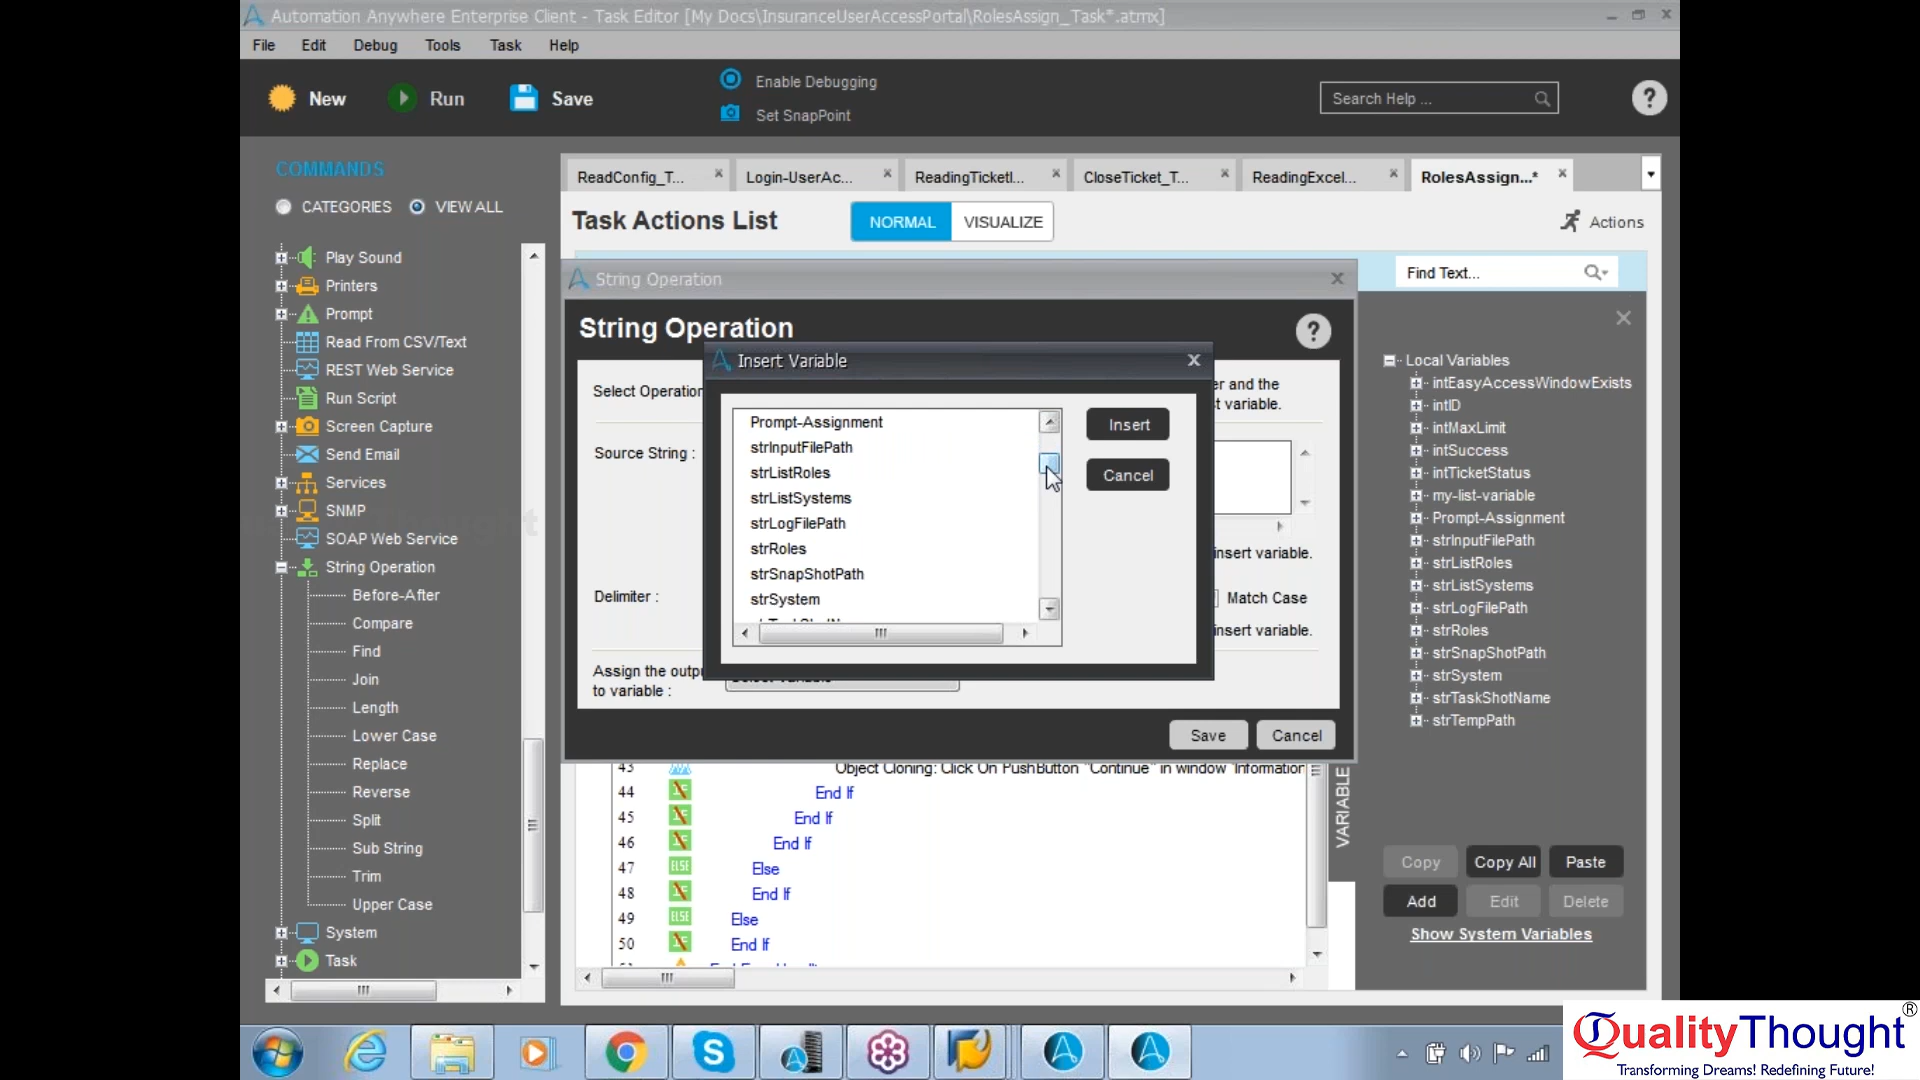 Automation Anywhere Enterprise Client - Task Editor [My Docs\InsuranceUserAccessPortal\RolesAssign_Task*.atmx]
File Edit Debug Tools Task Help
New Run Save
Enable Debugging
Set SnapPoint
Search Help ...
?
COMMANDS
CATEGORIES VIEW ALL
Play Sound
Printers
Prompt
Read From CSV/Text
REST Web Service
Run Script
Screen Capture
Send Email
Services
SNMP
SOAP Web Service
String Operation
Before-After
Compare
Find
Join
Length
Lower Case
Replace
Reverse
Split
Sub String
Trim
Upper Case
System
Task
ReadConfig_T... Login-UserAc... ReadingTicketI... CloseTicket_T... ReadingExcel... RolesAssign...*
Task Actions List
NORMAL VISUALIZE
Actions
Find Text...
String Operation
String Operation
?
Select Operation
er and the
t variable.
Source String :
insert variable.
Delimiter :
Match Case
insert variable.
Assign the outp
to variable :
Save Cancel
Insert Variable
Prompt-Assignment
strInputFilePath
strListRoles
strListSystems
strLogFilePath
strRoles
strSnapShotPath
strSystem
Insert
Cancel
43 Object Cloning: Click On PushButton "Continue" in window 'Information
44 End If
45 End If
46 End If
47 ELSE Else
48 End If
49 ELSE Else
50 End If
Local Variables
intEasyAccessWindowExists
intID
intMaxLimit
intSuccess
intTicketStatus
my-list-variable
Prompt-Assignment
strInputFilePath
strListRoles
strListSystems
strLogFilePath
strRoles
strSnapShotPath
strSystem
strTaskShotName
strTempPath
VARIABLE
Copy Copy All Paste
Add Edit Delete
Show System Variables
QualityThought®
Transforming Dreams! Redefining Future!